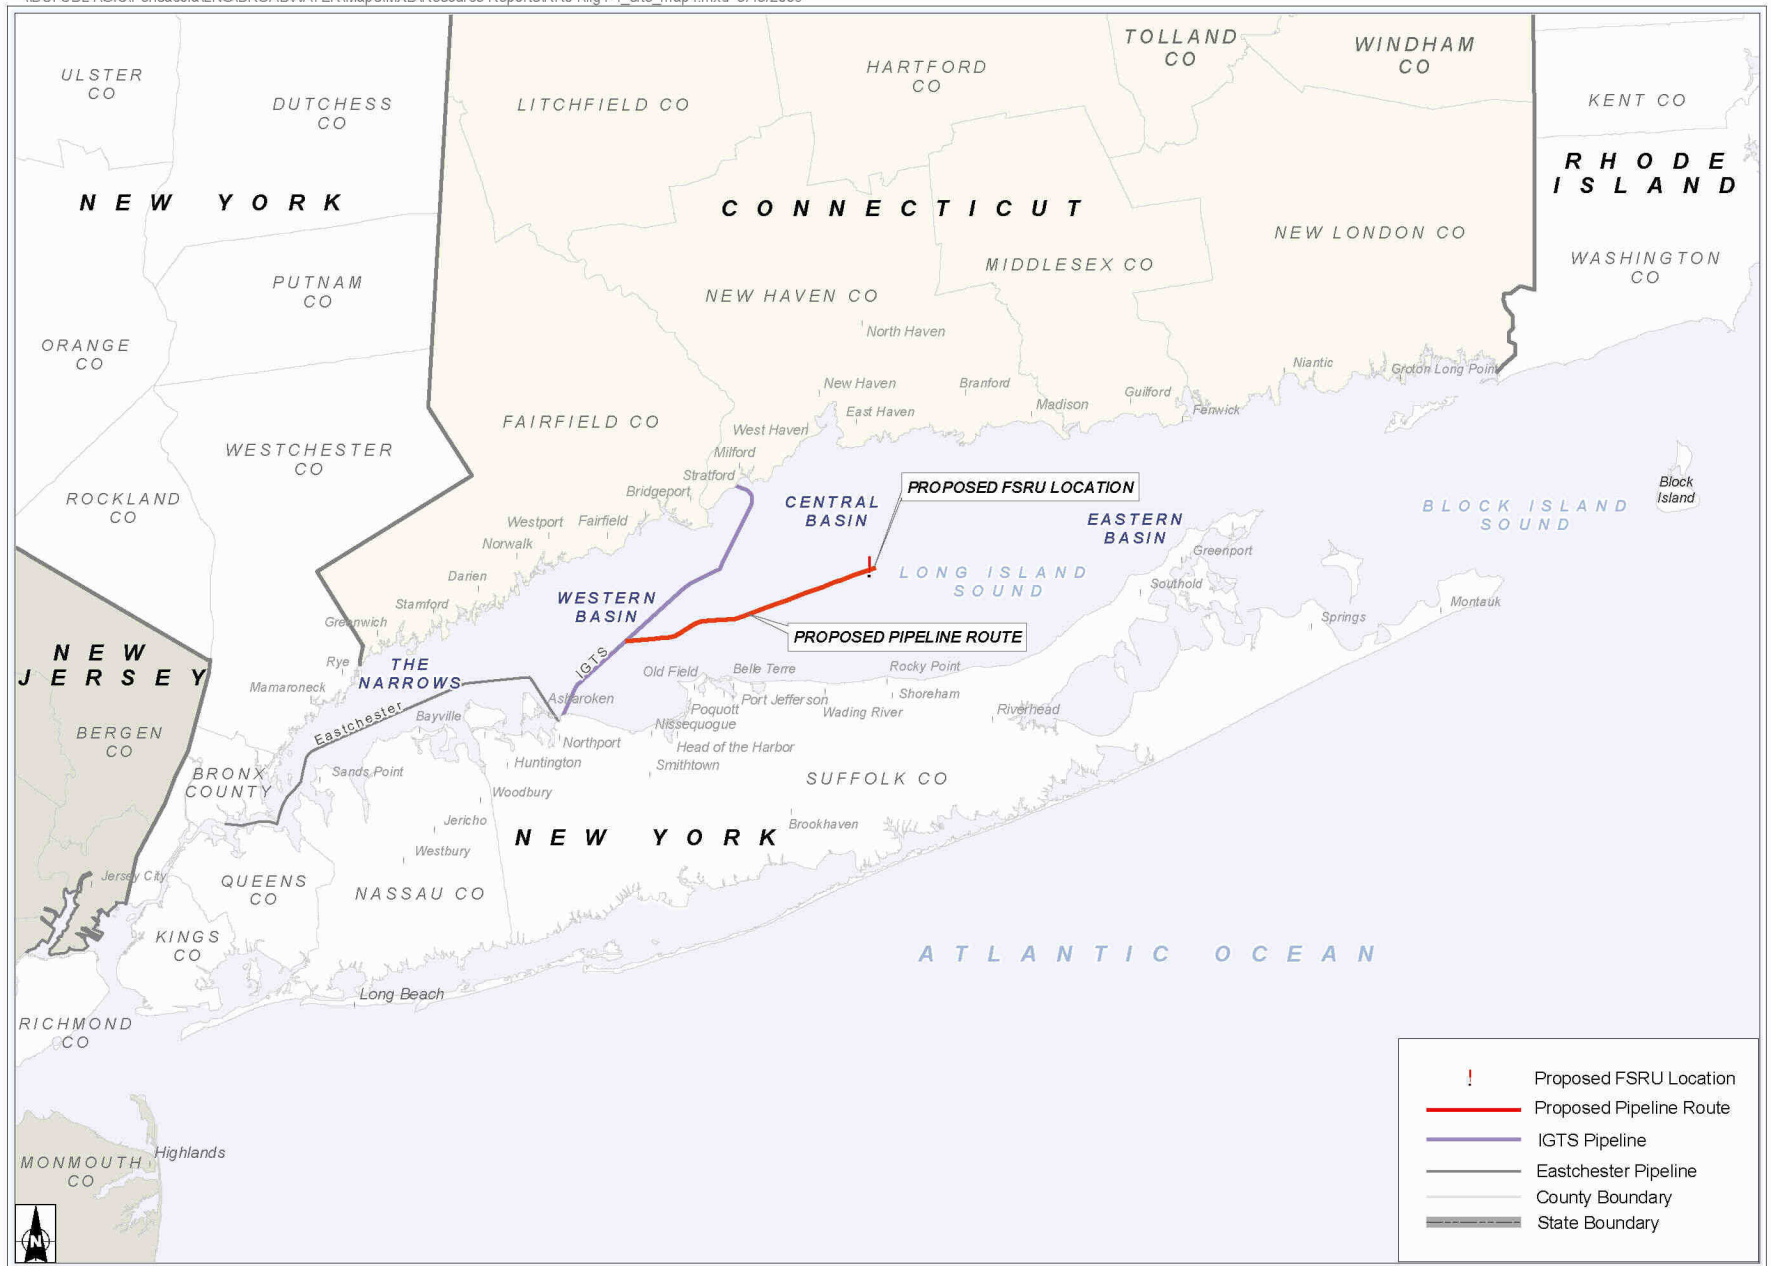 ULSTER
CO
DUTCHESS
CO
LITCHFIELD CO
HARTFORD
CO
TOLLAND
CO
WINDHAM
CO
KENT CO
RHODE
ISLAND
NEW YORK
CONNECTICUT
NEW LONDON CO
WASHINGTON
CO
PUTNAM
CO
MIDDLESEX CO
NEW HAVEN CO
North Haven
ORANGE
CO
Niantic
Groton Long Point
New Haven
Branford
Guilford
East Haven
Madison
Fenwick
FAIRFIELD CO
West Haven
WESTCHESTER
CO
Milford
Stratford
Bridgeport
ROCKLAND
CO
PROPOSED FSRU LOCATION
CENTRAL
BASIN
EASTERN
BASIN
BLOCK ISLAND
SOUND
Block
Island
Westport
Fairfield
Norwalk
Greenport
Darien
LONG ISLAND
SOUND
Southold
WESTERN
BASIN
Stamford
Greenwich
Montauk
Springs
PROPOSED PIPELINE ROUTE
NEW
JERSEY
Rye
THE
NARROWS
IGTS
Old Field
Belle Terre
Rocky Point
Mamaroneck
Asharoken
Port Jefferson
Shoreham
Poquott
Wading River
Eastchester
Bayville
Nissequogue
Riverhead
BERGEN
CO
Northport
Head of the Harbor
Huntington
Smithtown
BRONX
COUNTY
Sands Point
SUFFOLK CO
Woodbury
Jericho
NEW YORK
Brookhaven
Westbury
Jersey City
QUEENS
CO
NASSAU CO
KINGS
CO
ATLANTIC OCEAN
Long Beach
RICHMOND
CO
Highlands
MONMOUTH
CO
N
Proposed FSRU Location
Proposed Pipeline Route
IGTS Pipeline
Eastchester Pipeline
County Boundary
State Boundary